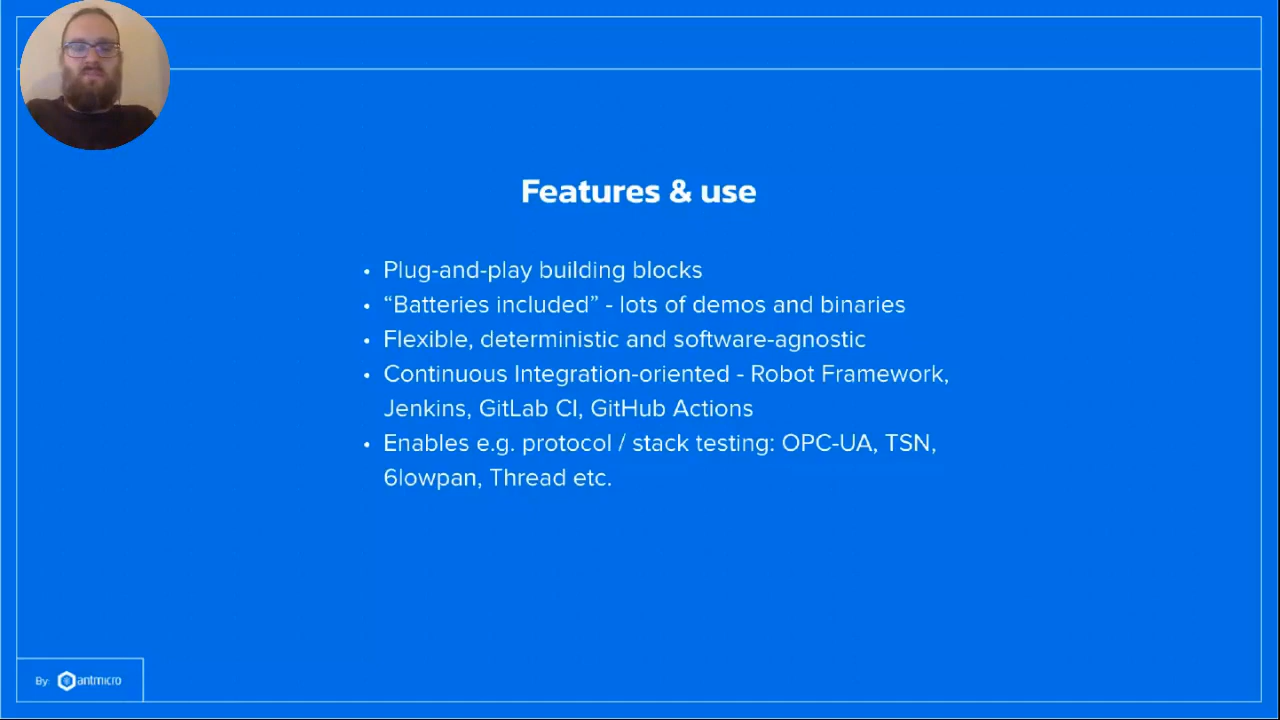 Features & use
• Plug-and-play building blocks
• “Batteries included” - lots of demos and binaries
• Flexible, deterministic and software-agnostic
• Continuous Integration-oriented - Robot Framework,
Jenkins, GitLab CI, GitHub Actions
• Enables e.g. protocol / stack testing: OPC-UA, TSN,
6lowpan, Thread etc.
By: antmicro